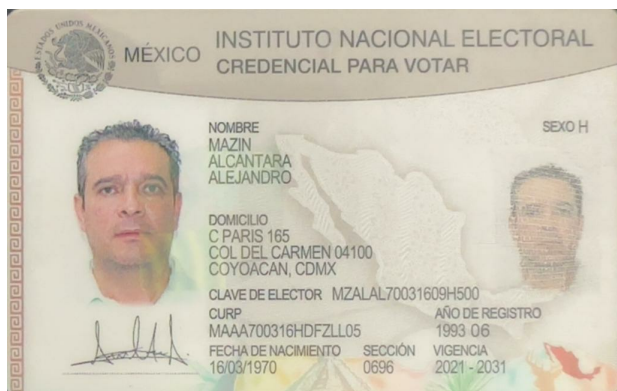 MÉXICO
INSTITUTO NACIONAL ELECTORAL
CREDENCIAL PARA VOTAR
NOMBRE
MAZIN
ALCANTARA
ALEJANDRO
SEXO H
DOMICILIO
C PARIS 165
COL DEL CARMEN 04100
COYOACAN, CDMX
CLAVE DE ELECTOR MZALAL70031609H500
CURP
MAAA700316HDFZLL05
AÑO DE REGISTRO
1993 06
FECHA DE NACIMIENTO
16/03/1970
SECCIÓN
0696
VIGENCIA
2021 - 2031